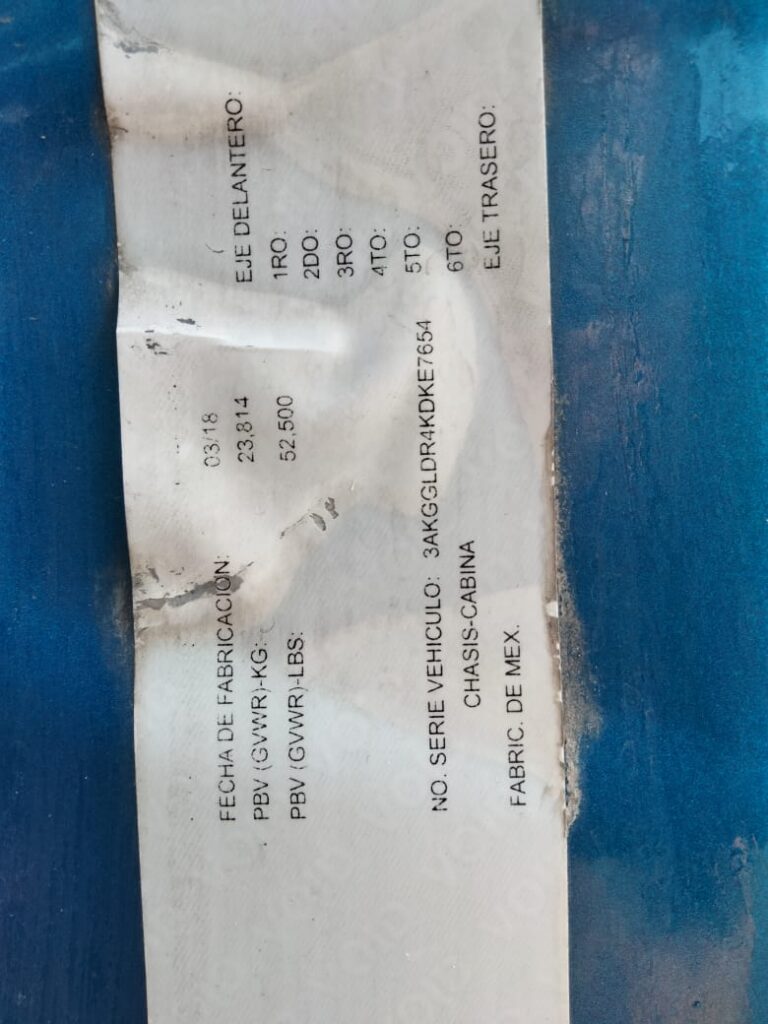 FECHA DE FABRICACION: 03/18
PBV (GVWR)-KG: 23,814
PBV (GVWR)-LBS: 52,500
EJE DELANTERO:
1RO:
2DO:
3RO:
4TO:
5TO:
6TO:
EJE TRASERO:
NO. SERIE VEHICULO: 3AKGGLDR4KDKE7654
CHASIS-CABINA
FABRIC. DE MEX.